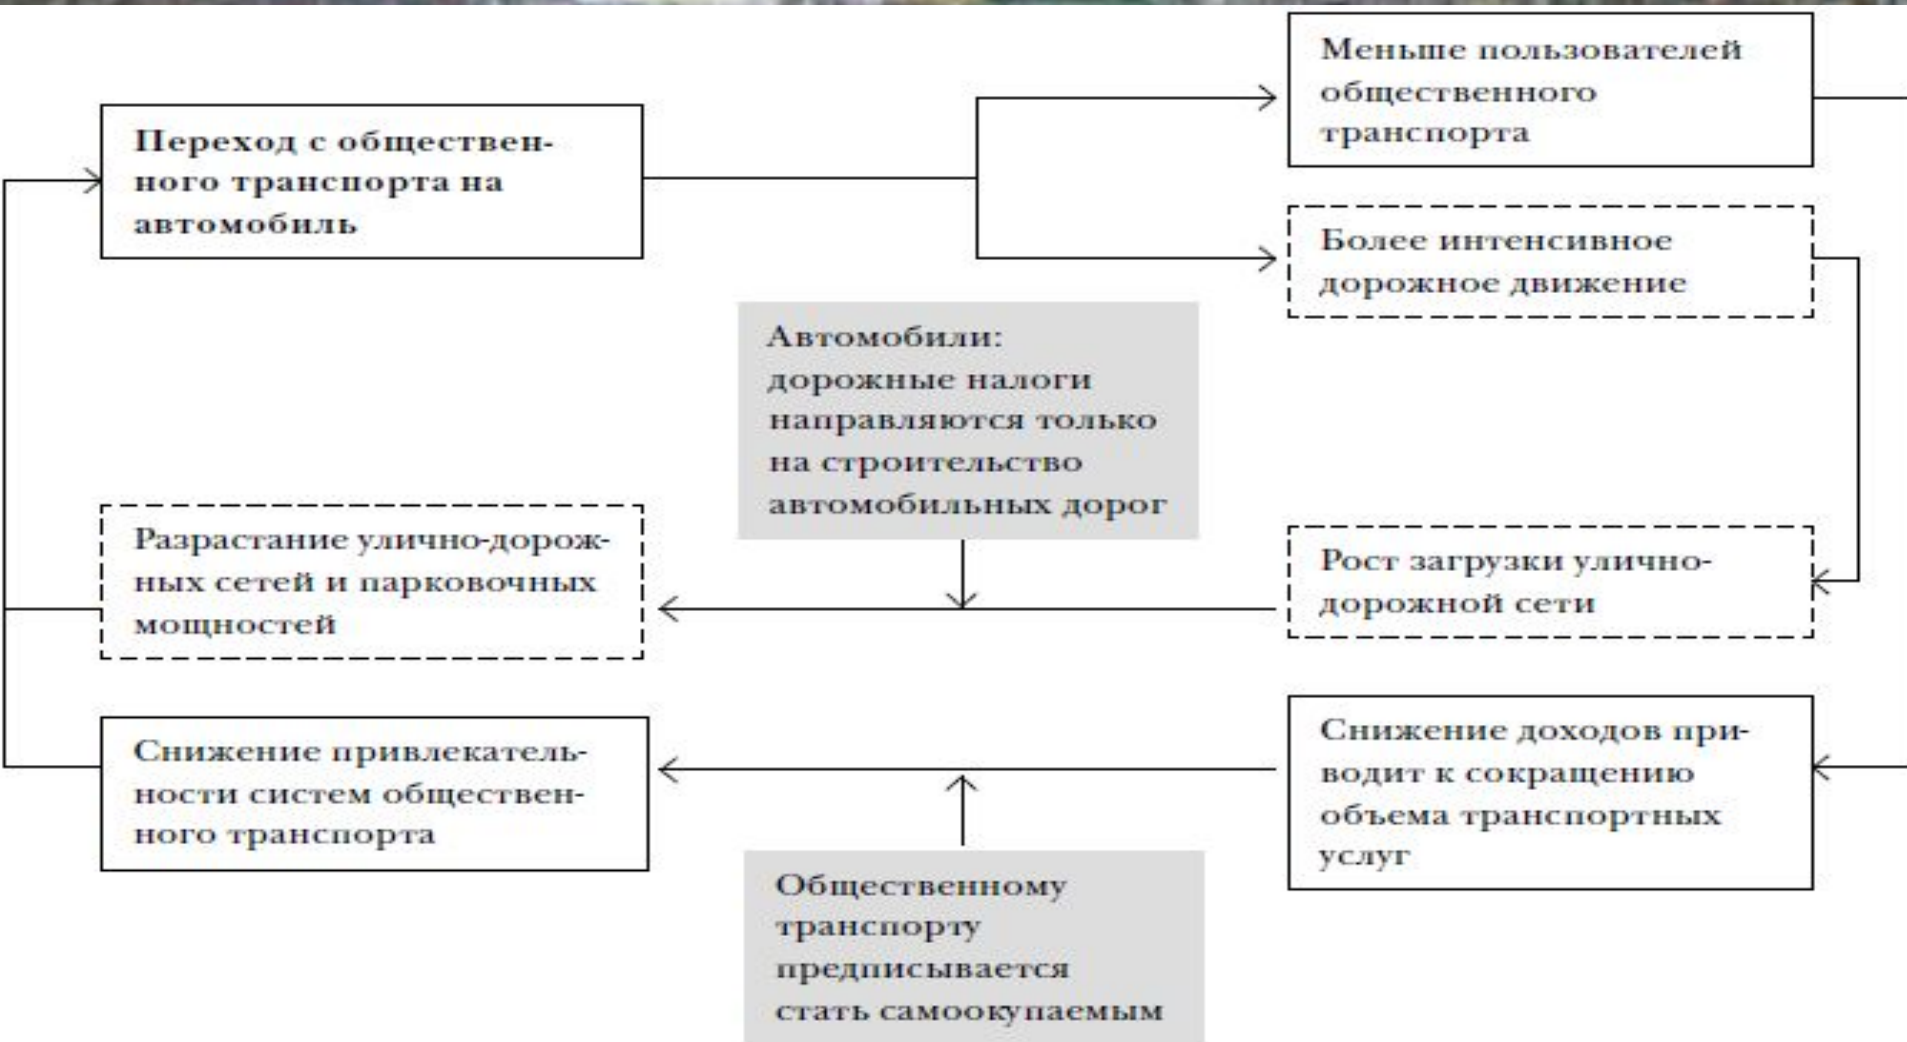 Переход с обществен-
ного транспорта на
автомобиль
Меньше пользователей
общественного
транспорта
Более интенсивное
дорожное движение
Автомобили:
дорожные налоги
направляются только
на строительство
автомобильных дорог
Разрастание улично-дорож-
ных сетей и парковочных
мощностей
Рост загрузки улично-
дорожной сети
Снижение привлекатель-
ности систем обществен-
ного транспорта
Снижение доходов при-
водит к сокращению
объема транспортных
услуг
Общественному
транспорту
предписывается
стать самоокупаемым